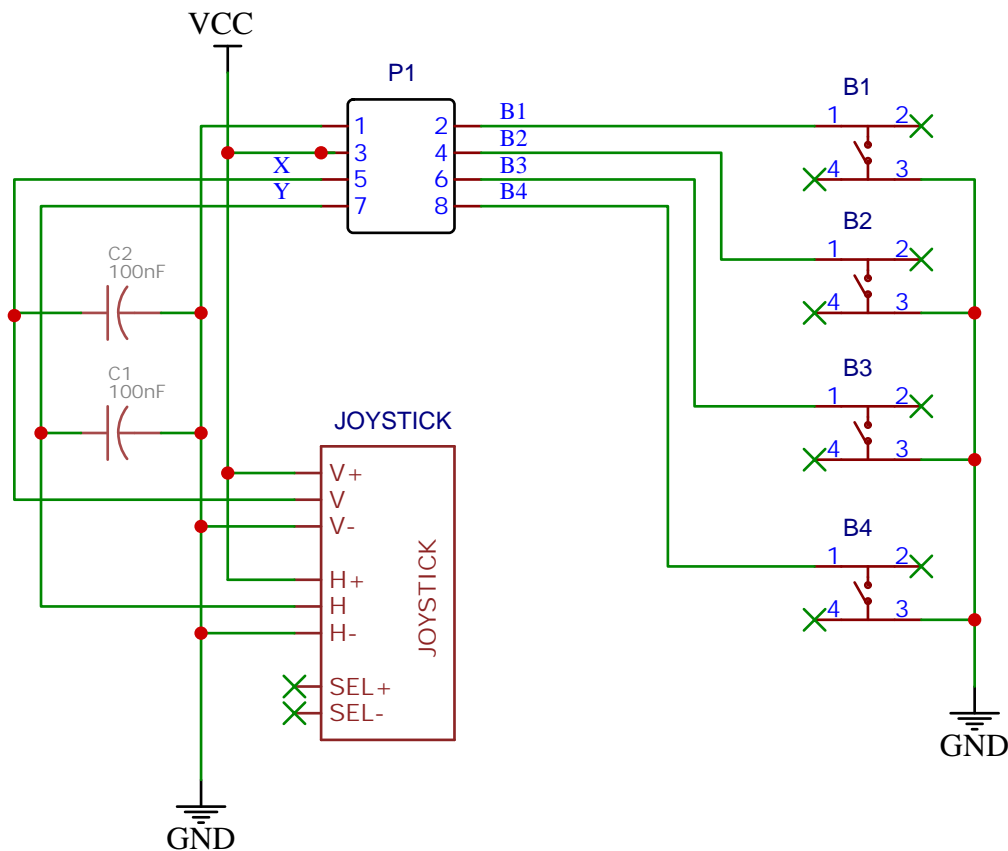 VCC
P1
1 2
3 4
5 6
7 8
X
Y
B1
B2
B3
B4
B1
1 2
4 3
B2
1 2
4 3
B3
1 2
4 3
B4
1 2
4 3
GND
C2
100nF
C1
100nF
JOYSTICK
V+
V
V-
H+
H
H-
SEL+
SEL-
JOYSTICK
GND